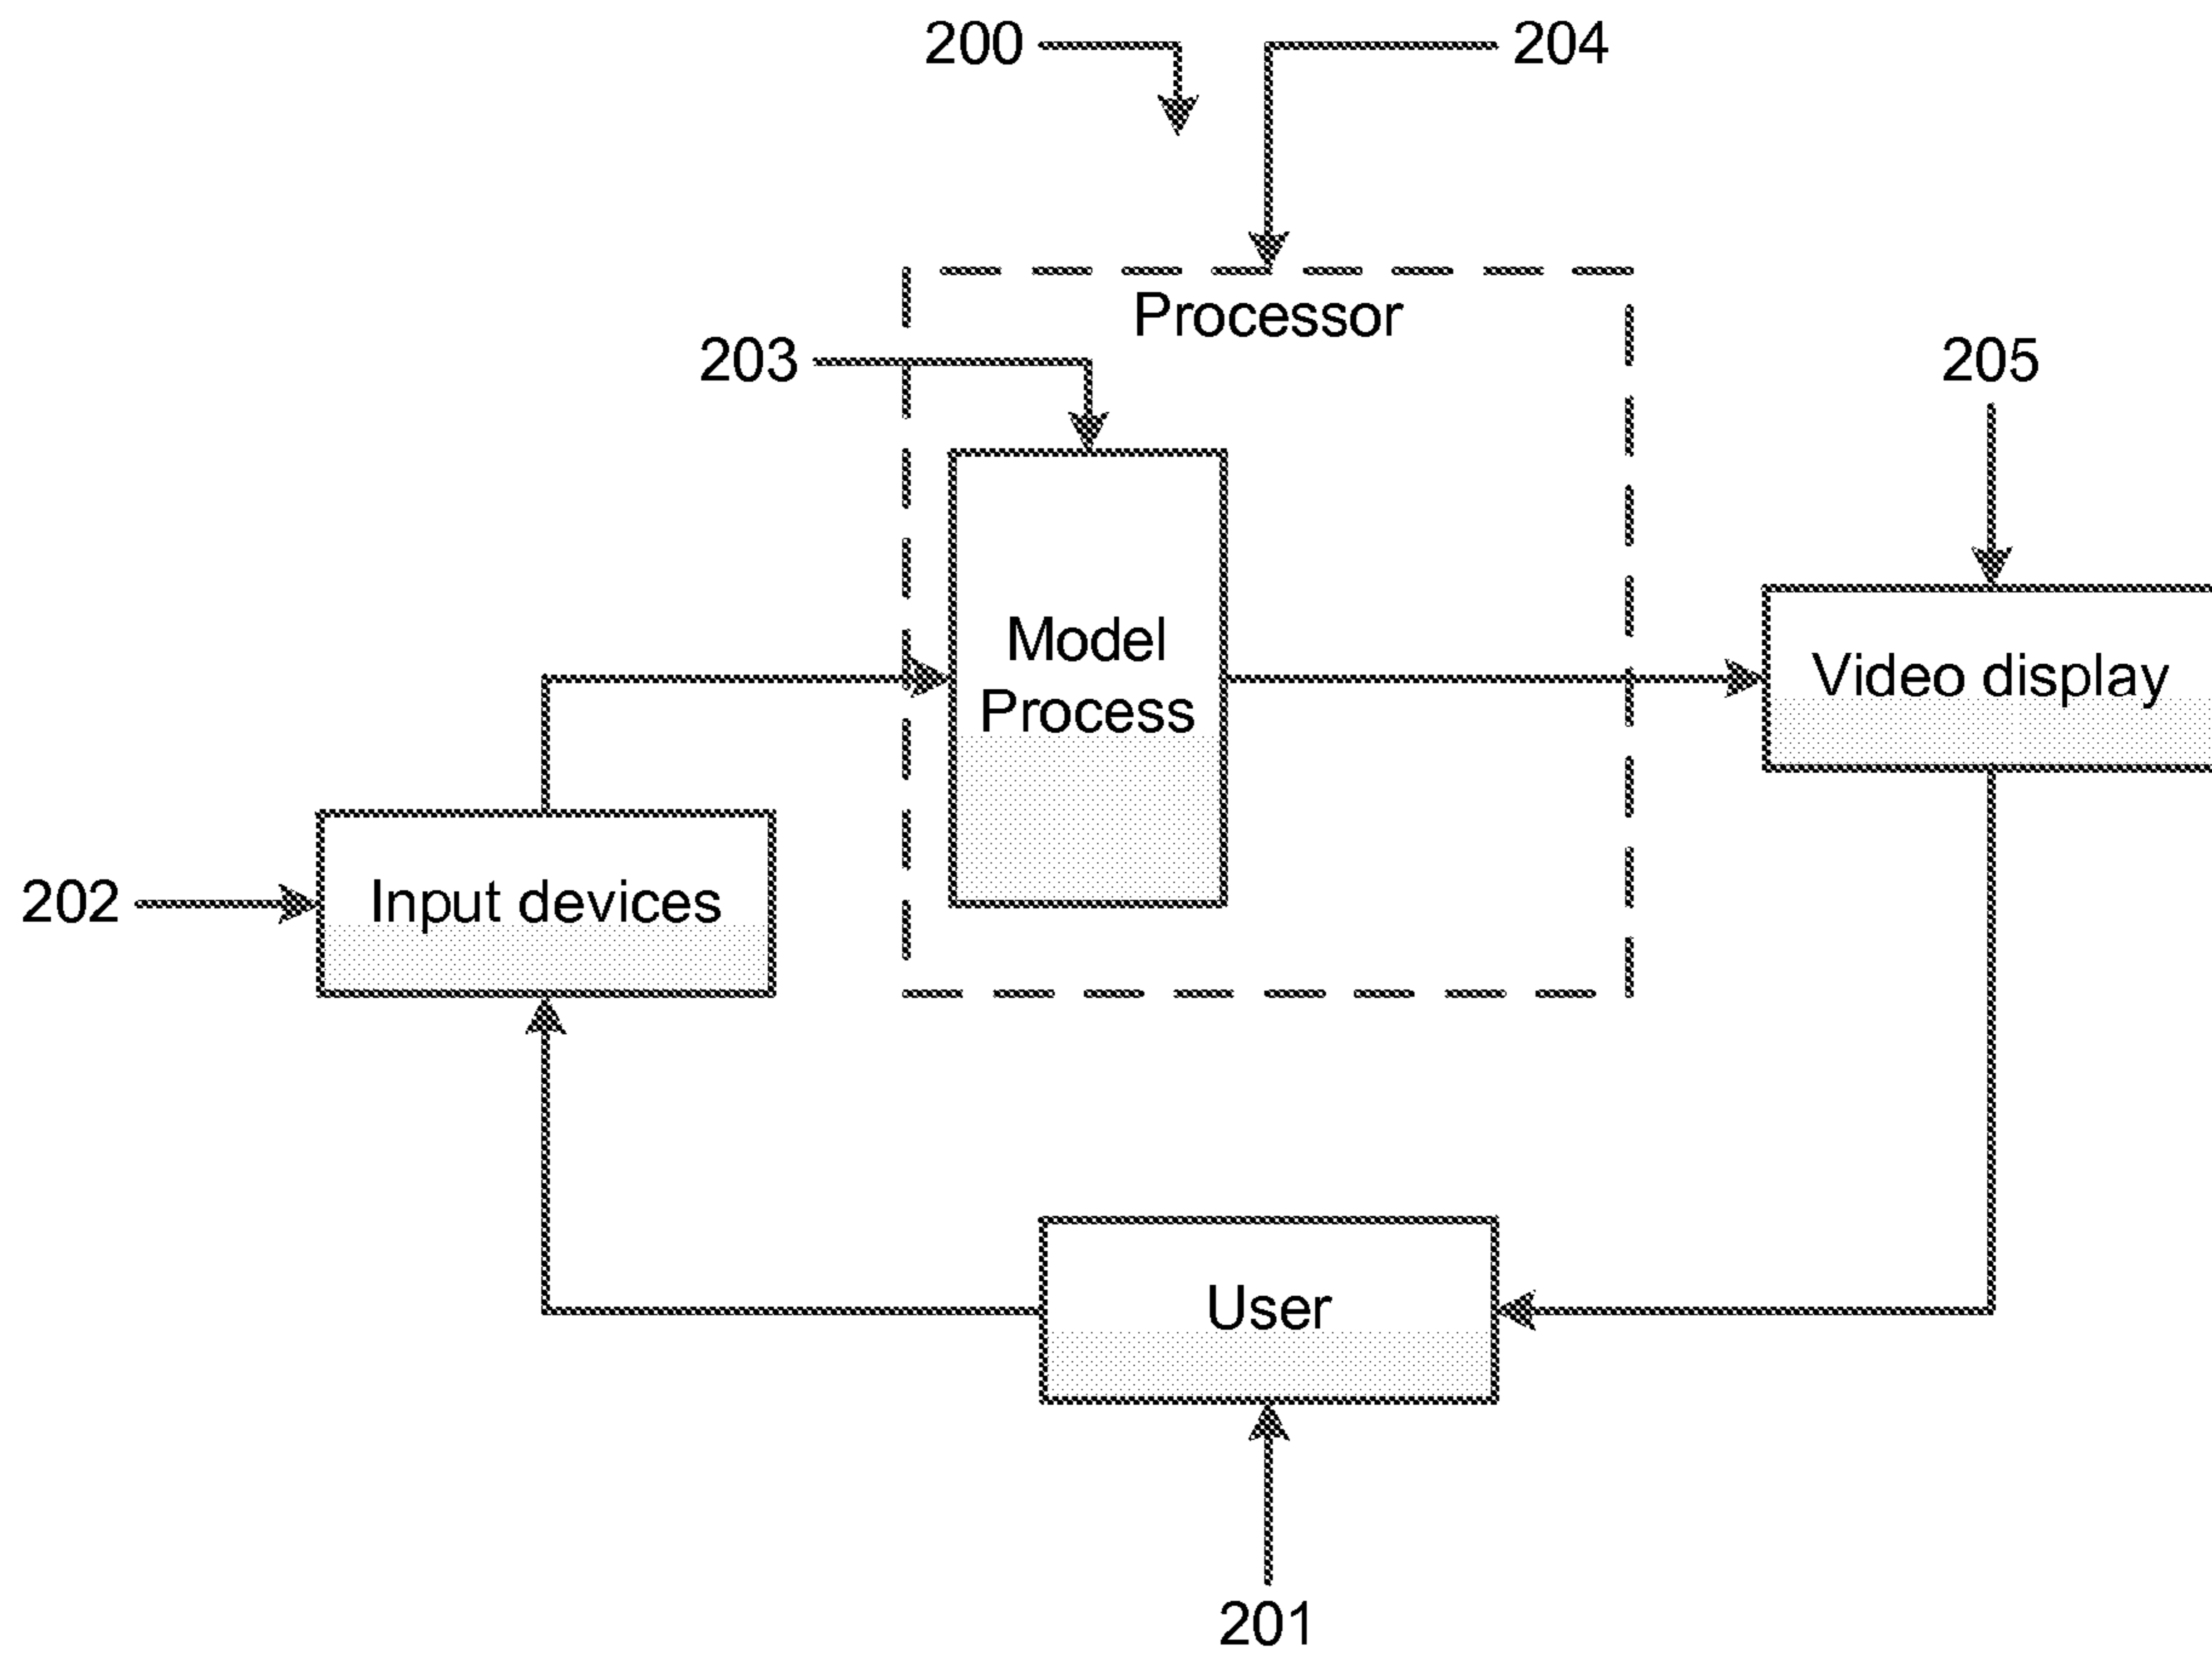 200
204
Processor
203
205
Model
Process
Video display
Input devices
202
User
201